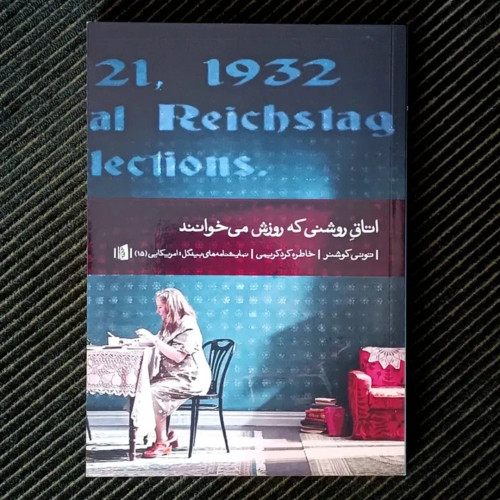 21, 1932
al Reichstag
lections.
اتاقِ روشنی که روزش می‌خوانند
| تونی کوشنر | خاطره کردکریمی | نمایشنامه‌های بیدگل: امریکایی (۱۵) |